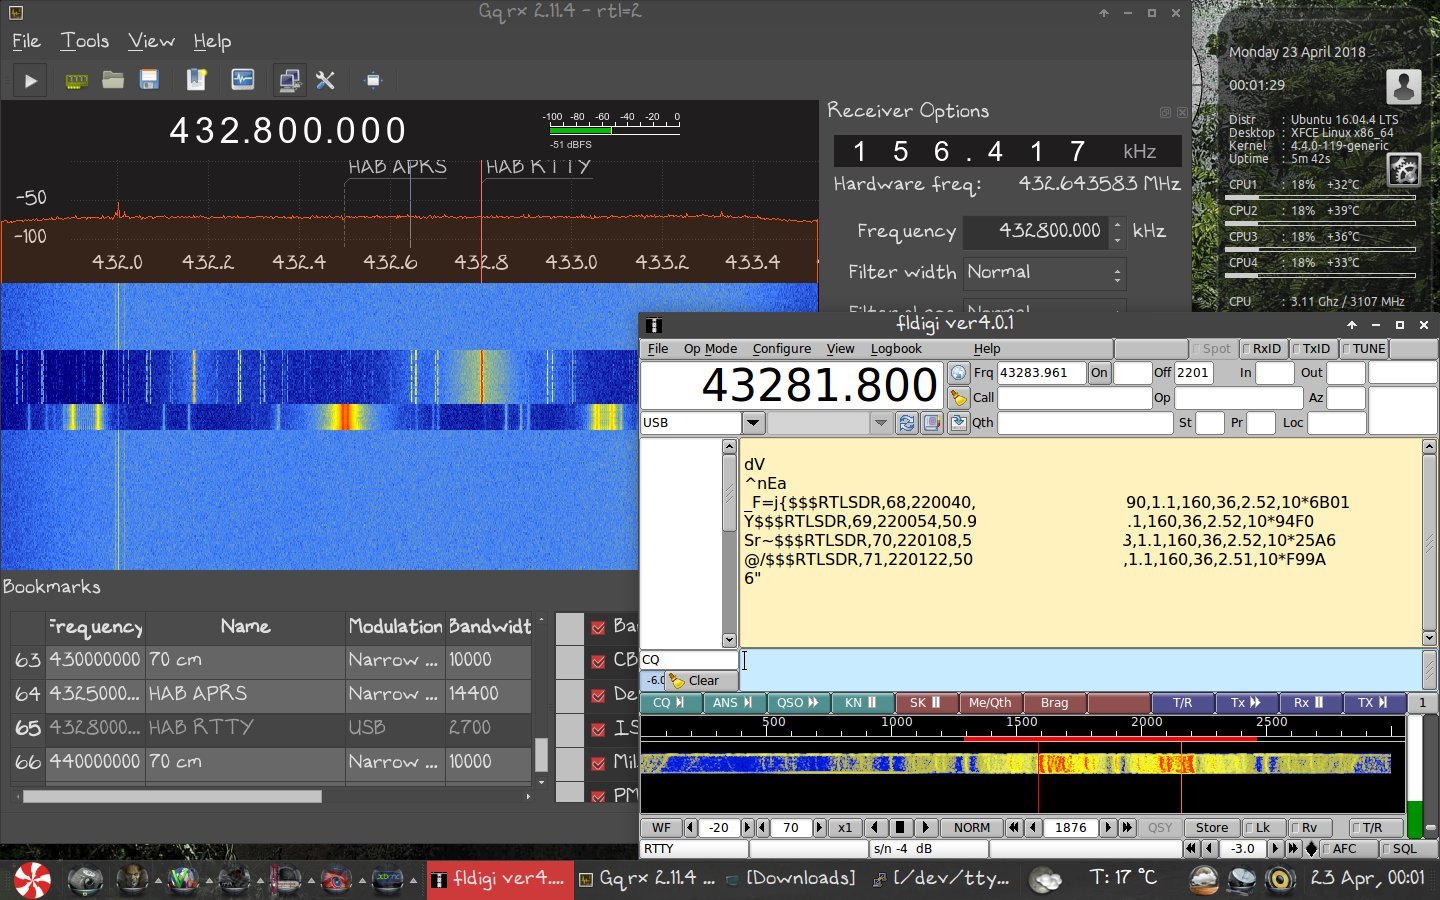 Gqrx 2.11.4 - rtl=2
File Tools View Help
432.800.000
-100 -80 -60 -40 -20 0
-51 dBFS
HAB APRS HAB RTTY
-50
-100
432.0 432.2 432.4 432.6 432.8 433.0 433.2 433.4
Receiver Options
156.417 kHz
Hardware freq: 432.643583 MHz
Frequency 432800.000 kHz
Filter width Normal
Monday 23 April 2018
00:01:29
Distr : Ubuntu 16.04.4 LTS
Desktop : XFCE Linux x86_64
Kernel : 4.4.0-119-generic
Uptime : 5m 42s
CPU1 : 18% +32°C
CPU2 : 18% +39°C
CPU3 : 18% +36°C
CPU4 : 18% +33°C
CPU : 3.11 Ghz / 3107 MHz
Bookmarks
Frequency Name Modulation Bandwidt
63 430000000 70 cm Narrow ... 10000
64 4325000... HAB APRS Narrow ... 14400
65 4328000... HAB RTTY USB 2700
66 440000000 70 cm Narrow ... 10000
Ba
CB
De
IS
Mil
PM
fldigi ver4.0.1
File Op Mode Configure View Logbook Help Spot RxID TxID TUNE
43281.800
Frq 43283.961 On Off 2201 In Out
Call Op Az
USB
Qth St Pr Loc
dV
^nEa
_F=j{$$$RTLSDR,68,220040, 90,1.1,160,36,2.52,10*6B01
Y$$$RTLSDR,69,220054,50.9 .1,160,36,2.52,10*94F0
Sr~$$$RTLSDR,70,220108,5 3,1.1,160,36,2.52,10*25A6
@/$$$RTLSDR,71,220122,50 ,1.1,160,36,2.51,10*F99A
6"
CQ
-6.0 Clear
CQ ANS QSO KN SK Me/Qth Brag T/R Tx Rx TX 1
500 1000 1500 2000 2500
WF -20 70 x1 NORM 1876 QSY Store Lk Rv T/R
RTTY s/n -4 dB -3.0 AFC SQL
fldigi ver4.... Gqrx 2.11.4 ... [Downloads] [/dev/tty... T: 17 °C 23 Apr, 00:01